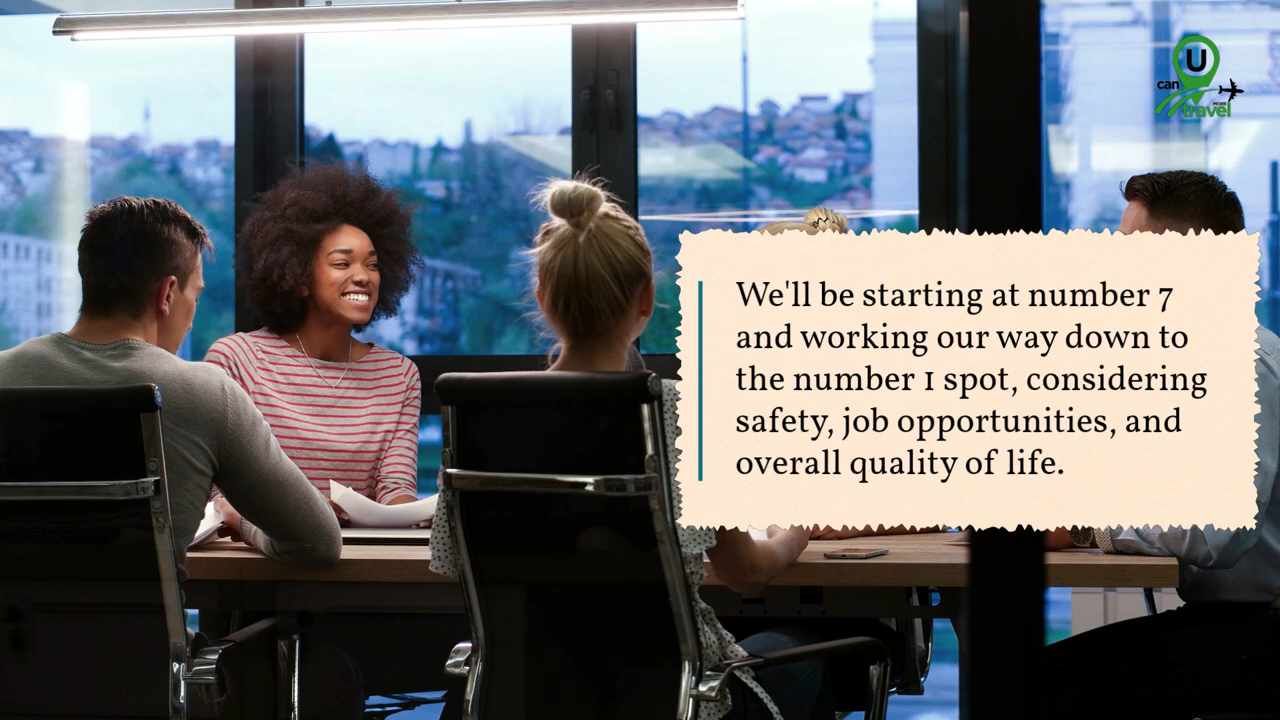 U
can
more
travel
We'll be starting at number 7
and working our way down to
the number 1 spot, considering
safety, job opportunities, and
overall quality of life.